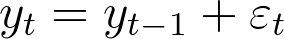 y_t = y_{t-1} + ε_t